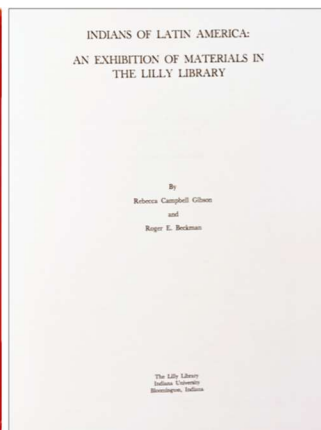 INDIANS OF LATIN AMERICA:
AN EXHIBITION OF MATERIALS IN
THE LILLY LIBRARY
By
Rebecca Campbell Gibson
and
Roger E. Beckman
The Lilly Library
Indiana University
Bloomington, Indiana